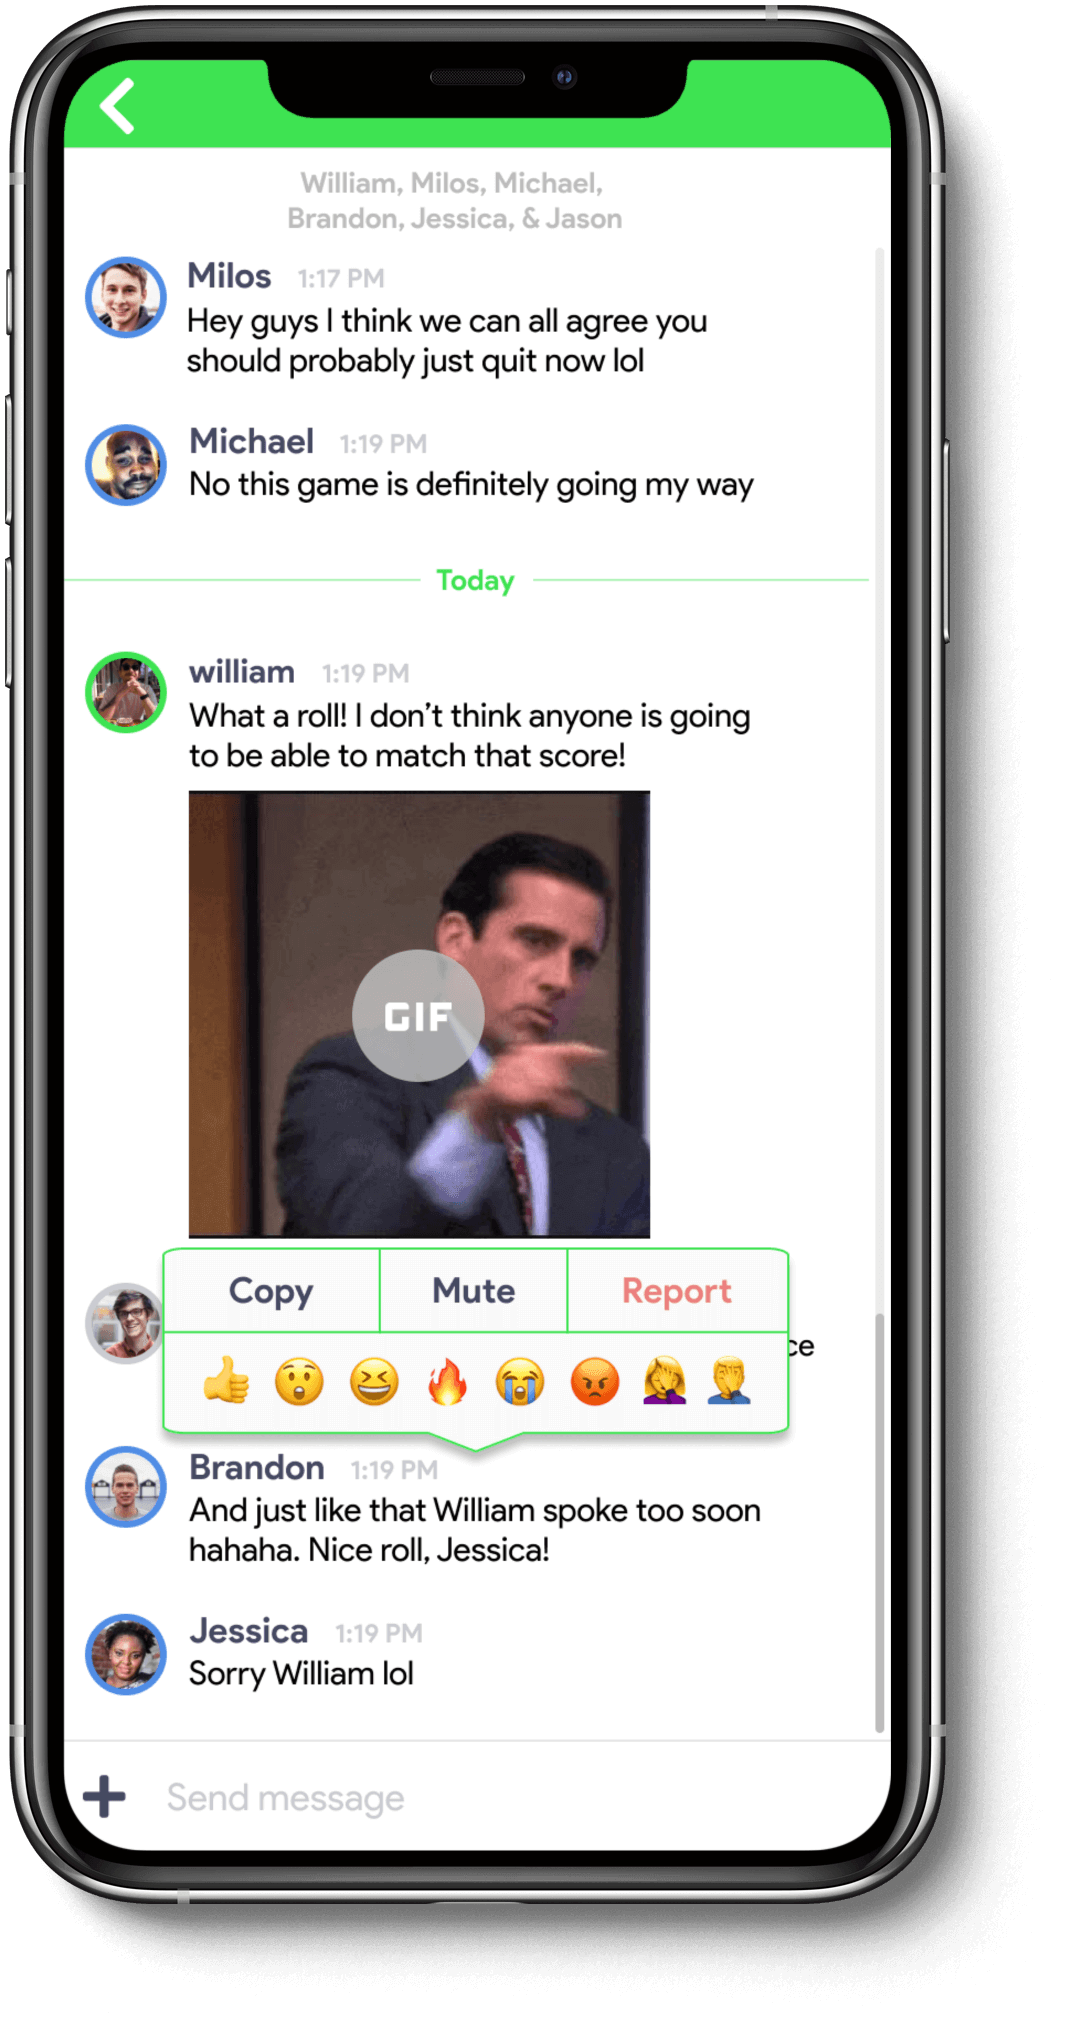 William, Milos, Michael,
Brandon, Jessica, & Jason
Milos 1:17 PM
Hey guys I think we can all agree you
should probably just quit now lol
Michael 1:19 PM
No this game is definitely going my way
Today
william 1:19 PM
What a roll! I don’t think anyone is going
to be able to match that score!
GIF
Copy Mute Report
Brandon 1:19 PM
And just like that William spoke too soon
hahaha. Nice roll, Jessica!
Jessica 1:19 PM
Sorry William lol
Send message